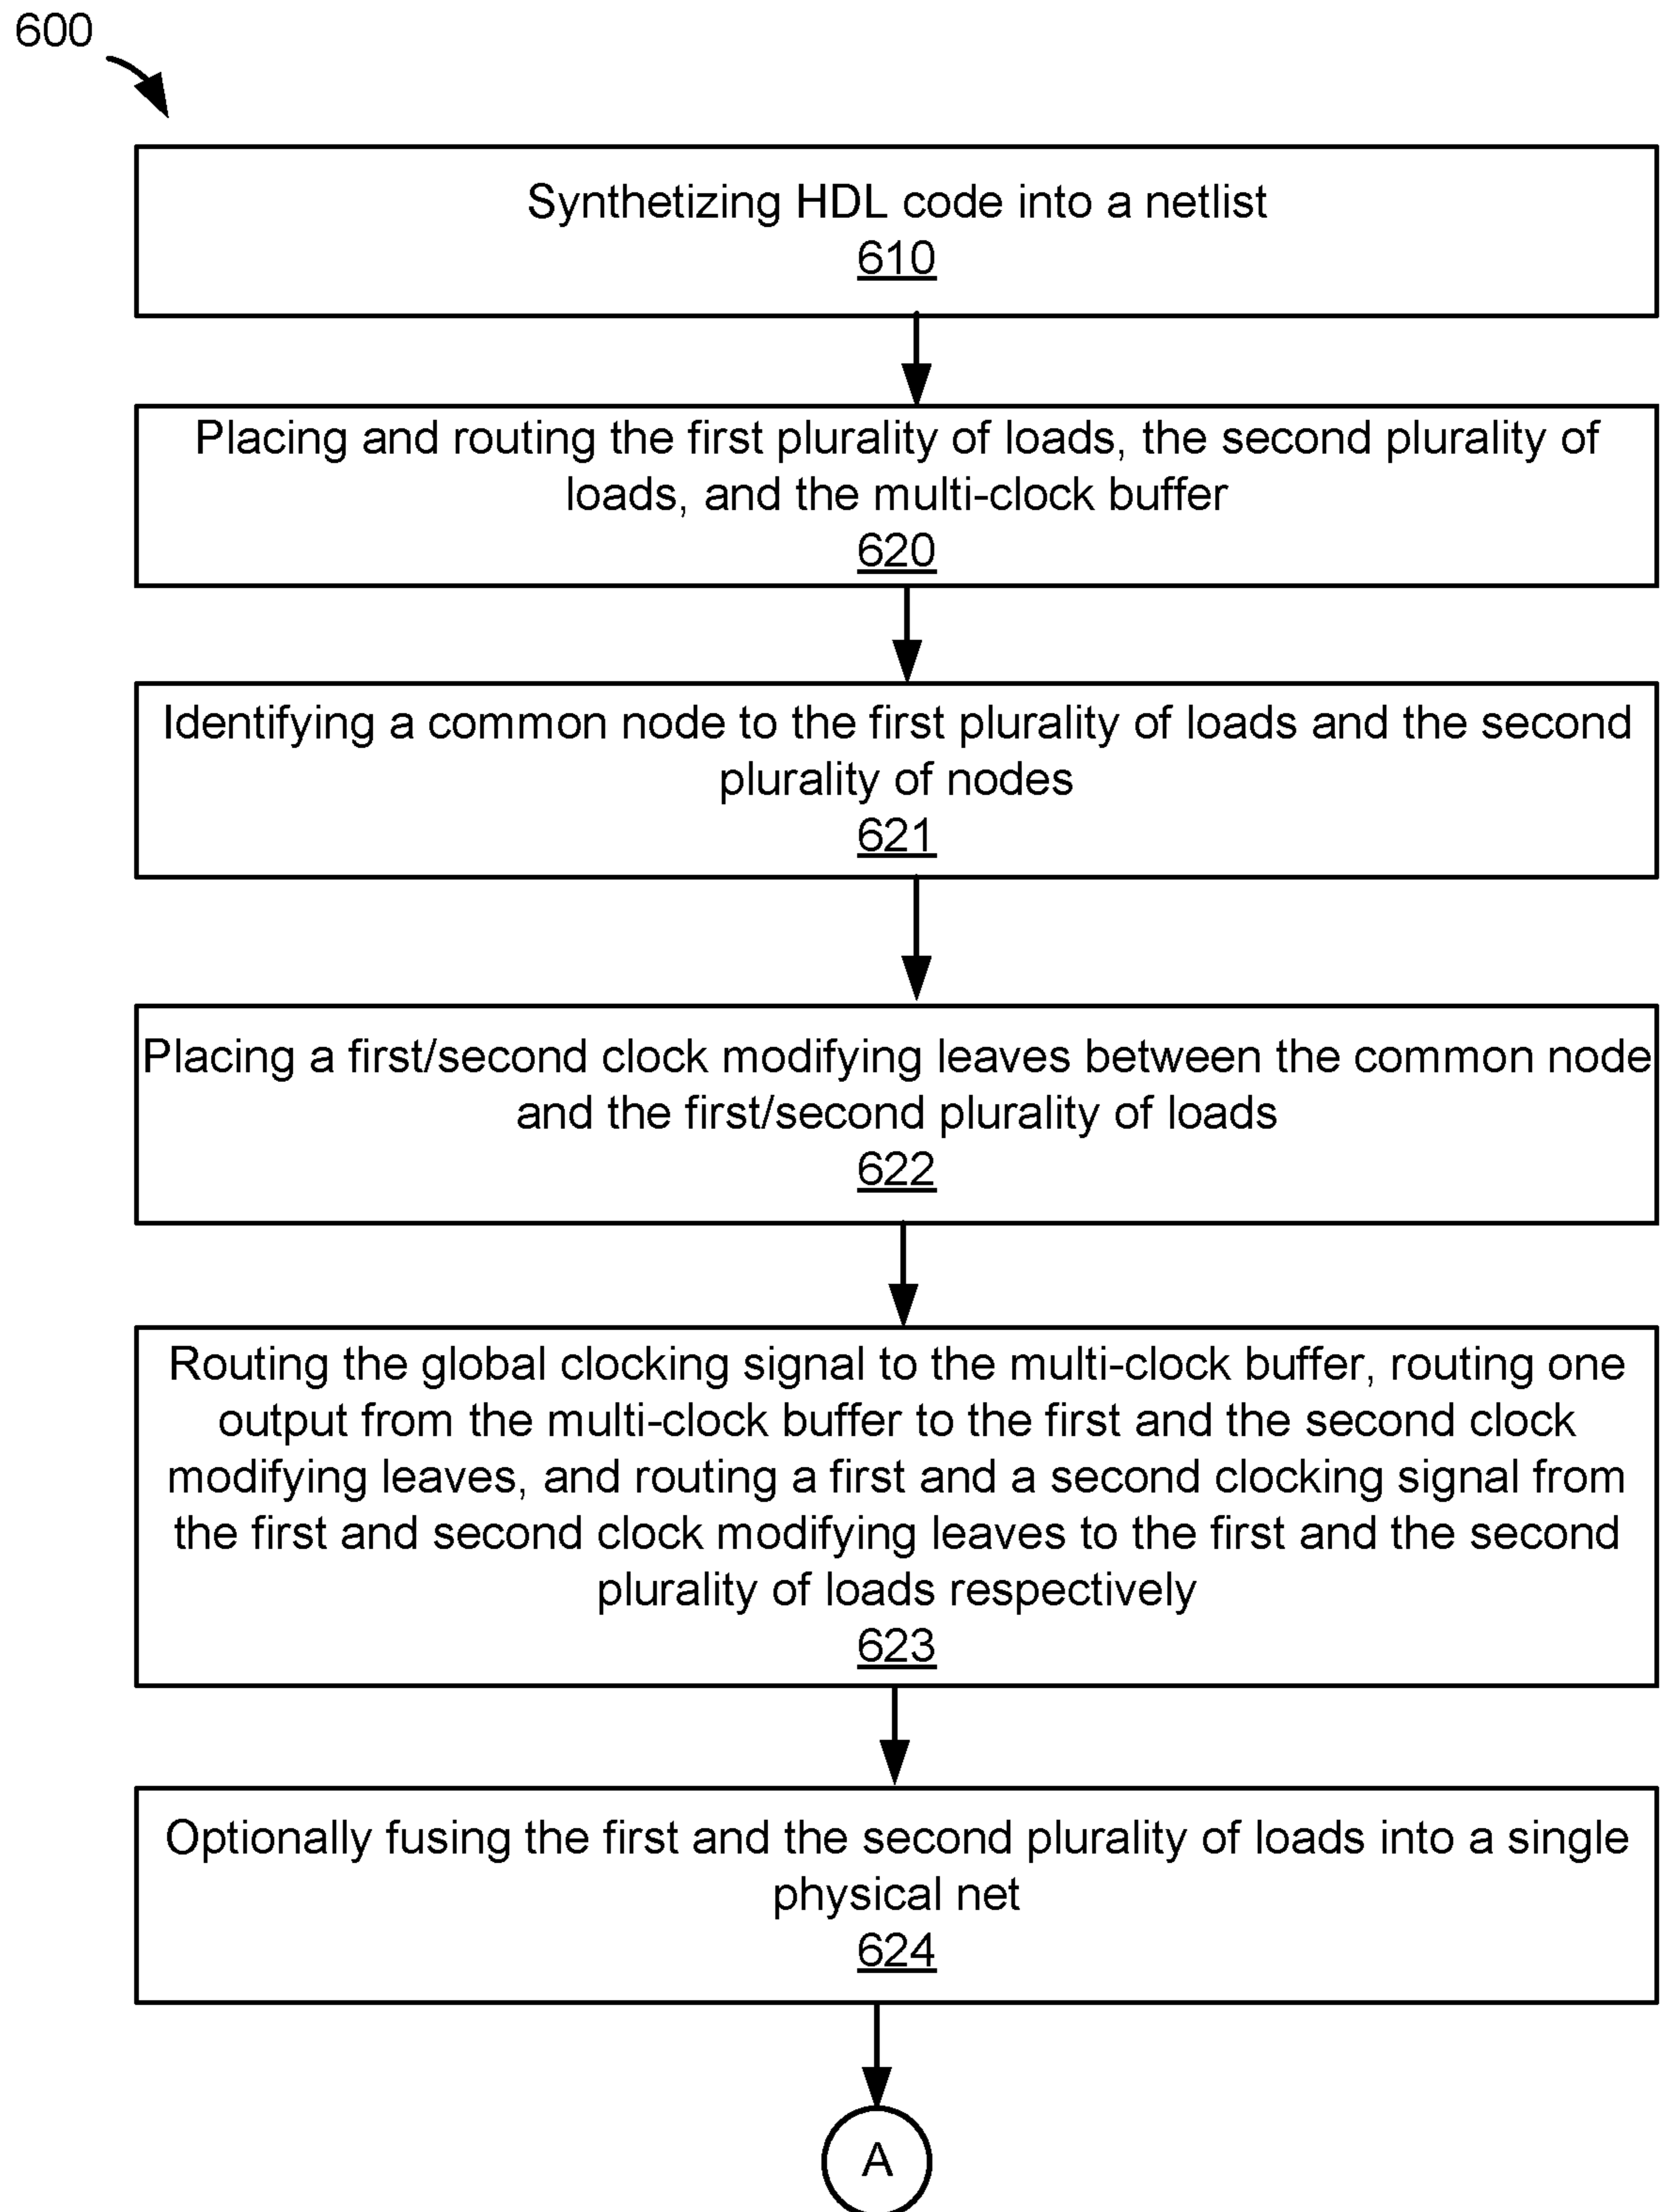 600
Synthetizing HDL code into a netlist
610
Placing and routing the first plurality of loads, the second plurality of
loads, and the multi-clock buffer
620
Identifying a common node to the first plurality of loads and the second
plurality of nodes
621
Placing a first/second clock modifying leaves between the common node
and the first/second plurality of loads
622
Routing the global clocking signal to the multi-clock buffer, routing one
output from the multi-clock buffer to the first and the second clock
modifying leaves, and routing a first and a second clocking signal from
the first and second clock modifying leaves to the first and the second
plurality of loads respectively
623
Optionally fusing the first and the second plurality of loads into a single
physical net
624
A